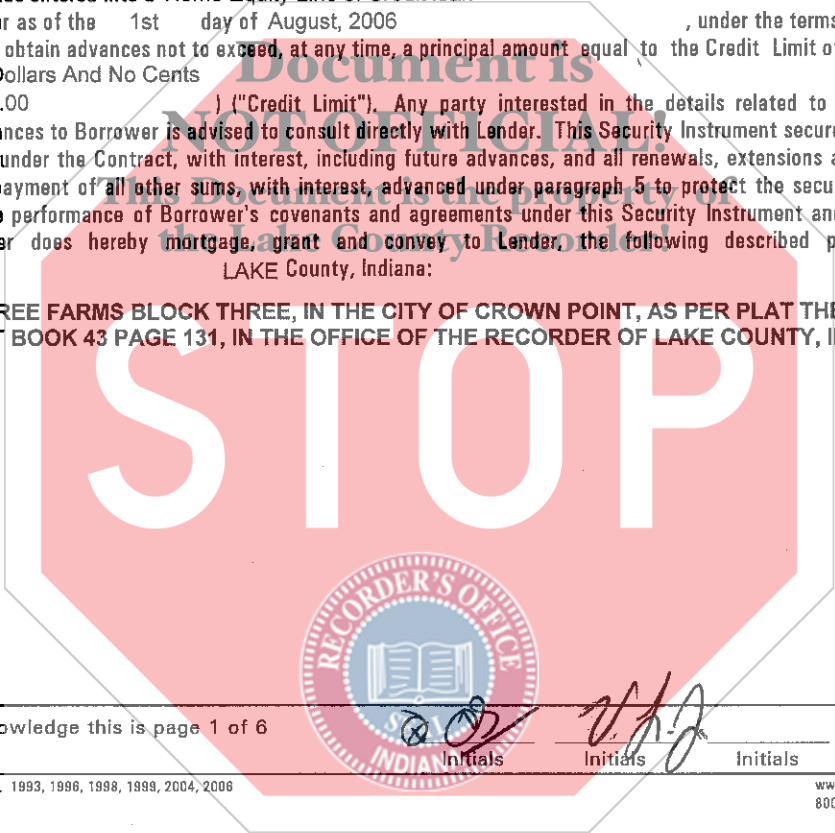 r as of the 1st day of August, 2006 , under the terms
obtain advances not to exceed, at any time, a principal amount equal to the Credit Limit o
Dollars And No Cents
.00 ) ("Credit Limit"). Any party interested in the details related to
nces to Borrower is advised to consult directly with Lender. This Security Instrument secur
under the Contract, with interest, including future advances, and all renewals, extensions a
ayment of all other sums, with interest, advanced under paragraph 5 to protect the secu
e performance of Borrower's covenants and agreements under this Security Instrument an
er does hereby mortgage, grant and convey to Lender, the following described p
LAKE County, Indiana:
Document is
NOT OFFICIAL!
This Document is the property of
the Lake County Recorder!
REE FARMS BLOCK THREE, IN THE CITY OF CROWN POINT, AS PER PLAT THE
T BOOK 43 PAGE 131, IN THE OFFICE OF THE RECORDER OF LAKE COUNTY, I
STOP
RECORDER'S OFFICE
SEAL
INDIANA
owledge this is page 1 of 6
Initials Initials Initials
, 1993, 1996, 1998, 1999, 2004, 2006
ww
800